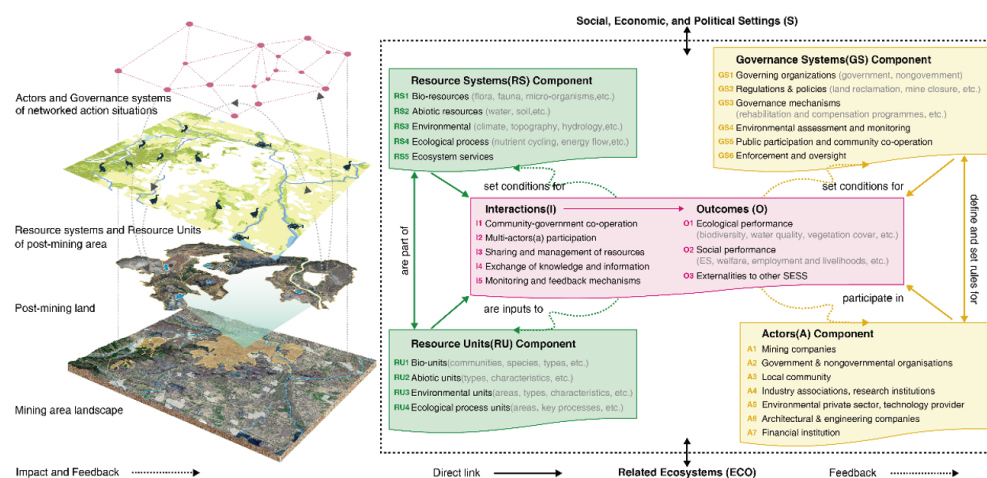 Social, Economic, and Political Settings (S)
Actors and Governance systems
of networked action situations
Resource systems and Resource Units
of post-mining area
Post-mining land
Mining area landscape
Impact and Feedback
Resource Systems(RS) Component
RS1 Bio-resources (flora, fauna, micro-organisms,etc.)
RS2 Abiotic resources (water, soil,etc.)
RS3 Environmental (climate, topography, hydrology,etc.)
RS4 Ecological process (nutrient cycling, energy flow,etc.)
RS5 Ecosystem services
Governance Systems(GS) Component
GS1 Governing organizations (government, nongovernment)
GS2 Regulations & policies (land reclamation, mine closure, etc.)
GS3 Governance mechanisms
(rehabilitation and compensation programmes, etc.)
GS4 Environmental assessment and monitoring
GS5 Public participation and community co-operation
GS6 Enforcement and oversight
set conditions for
set conditions for
are part of
define and set rules for
Interactions(I)
I1 Community-government co-operation
I2 Multi-actors(a) participation
I3 Sharing and management of resources
I4 Exchange of knowledge and information
I5 Monitoring and feedback mechanisms
Outcomes (O)
O1 Ecological performance
(biodiversity, water quality, vegetation cover, etc.)
O2 Social performance
(ES, welfare, employment and livelihoods, etc.)
O3 Externalities to other SESS
are inputs to
participate in
Resource Units(RU) Component
RU1 Bio-units(communities, species, types, etc.)
RU2 Abiotic units(types, characteristics, etc.)
RU3 Environmental units(areas, types, characteristics, etc.)
RU4 Ecological process units(areas, key processes, etc.)
Actors(A) Component
A1 Mining companies
A2 Government & nongovernmental organisations
A3 Local community
A4 Industry associations, research institutions
A5 Environmental private sector, technology provider
A6 Architectural & engineering companies
A7 Financial institution
Direct link
Related Ecosystems (ECO)
Feedback